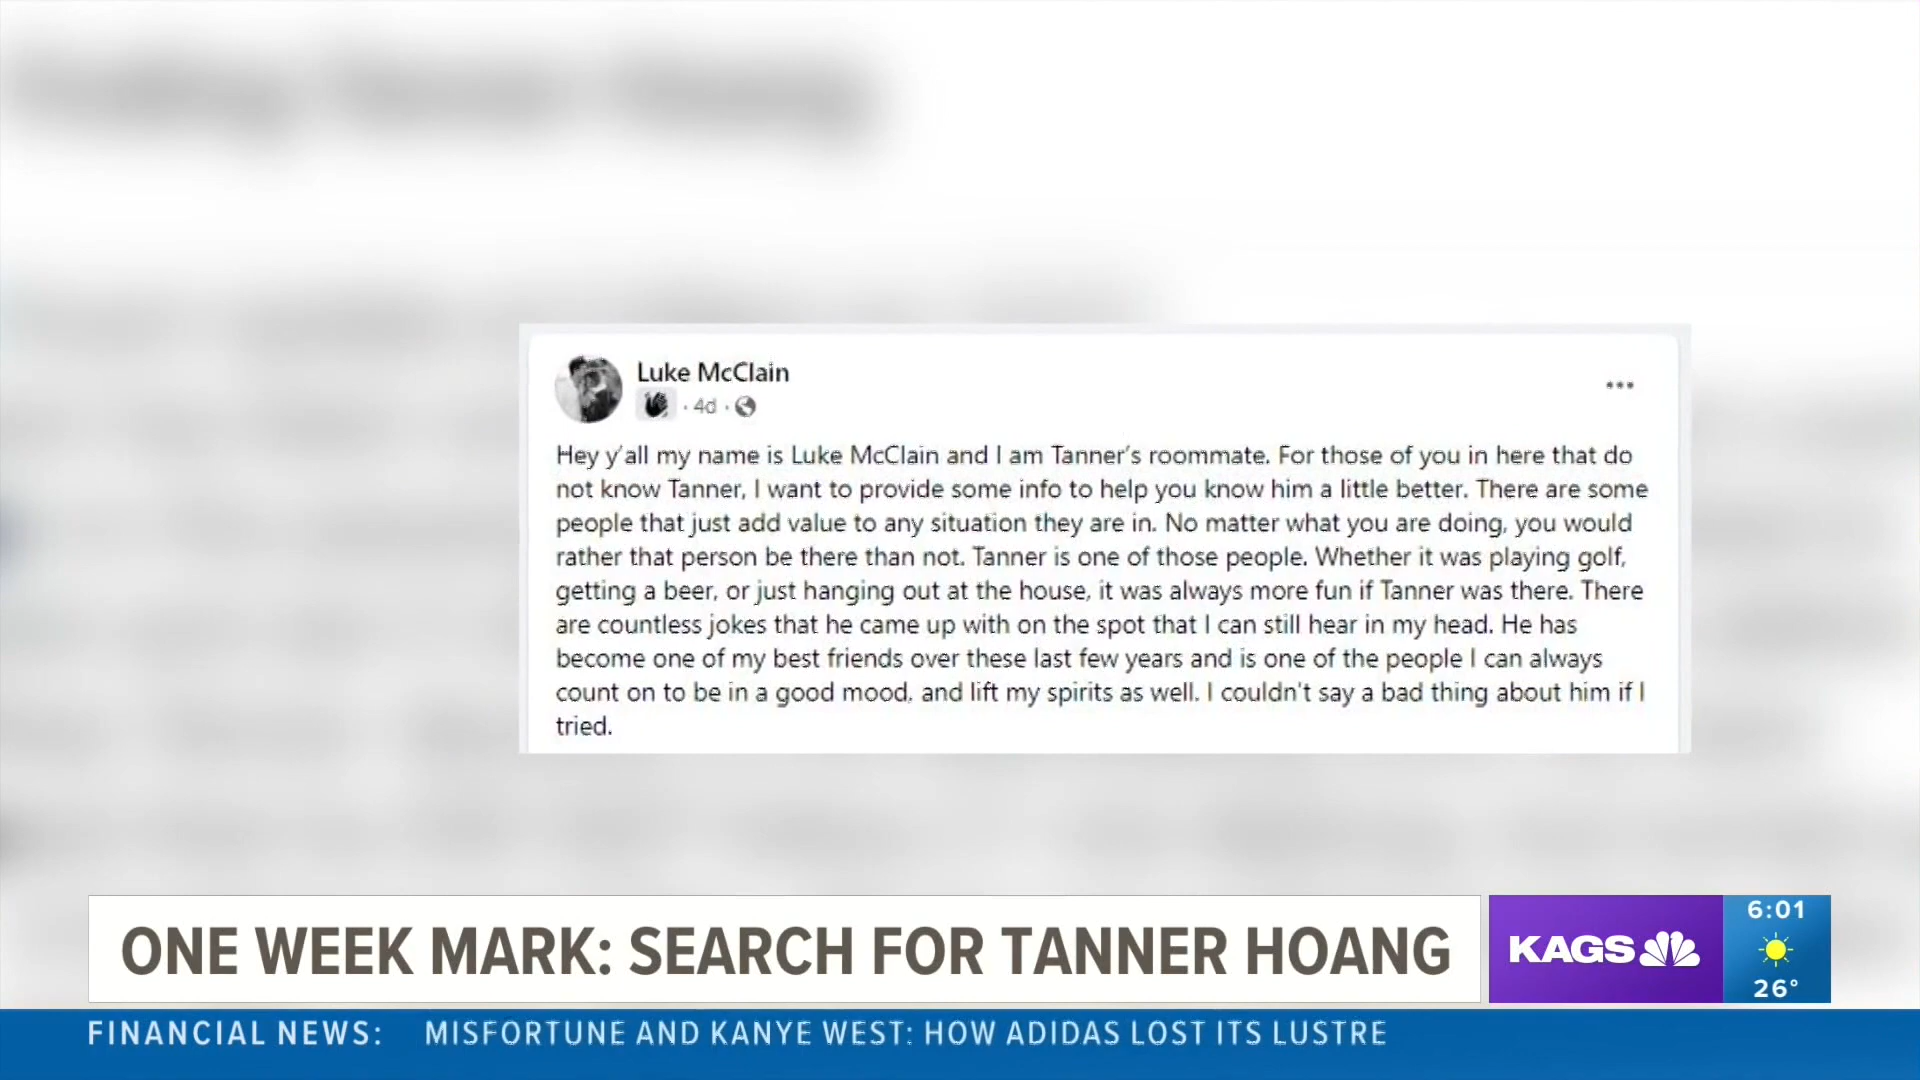 Luke McClain
· 4d ·
Hey y'all my name is Luke McClain and I am Tanner's roommate. For those of you in here that do
not know Tanner, I want to provide some info to help you know him a little better. There are some
people that just add value to any situation they are in. No matter what you are doing, you would
rather that person be there than not. Tanner is one of those people. Whether it was playing golf,
getting a beer, or just hanging out at the house, it was always more fun if Tanner was there. There
are countless jokes that he came up with on the spot that I can still hear in my head. He has
become one of my best friends over these last few years and is one of the people I can always
count on to be in a good mood, and lift my spirits as well. I couldn't say a bad thing about him if I
tried.
ONE WEEK MARK: SEARCH FOR TANNER HOANG
KAGS
6:01
26°
FINANCIAL NEWS: MISFORTUNE AND KANYE WEST: HOW ADIDAS LOST ITS LUSTRE